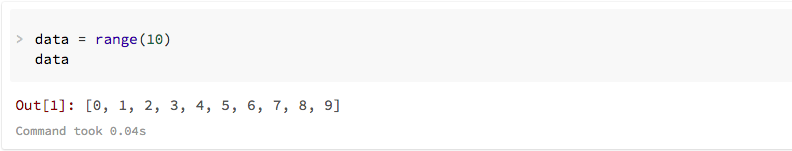 > data = range(10)
data
Out[1]: [0, 1, 2, 3, 4, 5, 6, 7, 8, 9]
Command took 0.04s